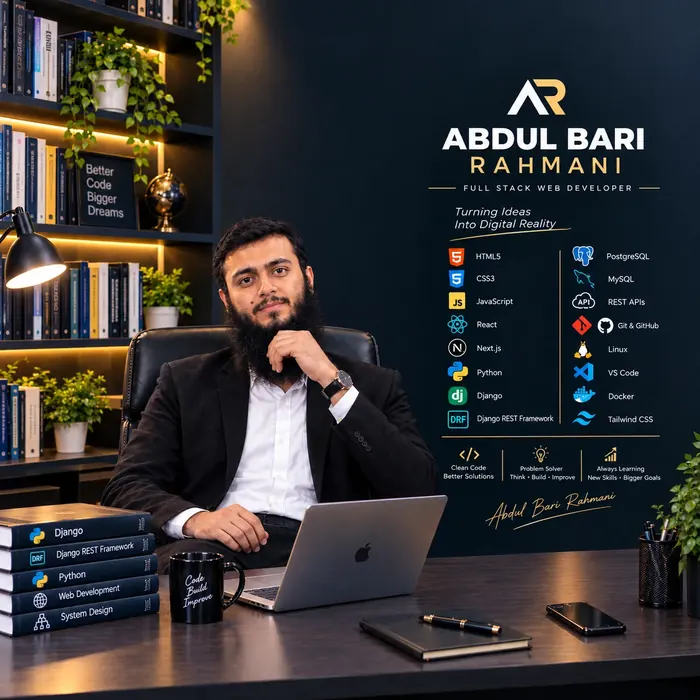 Better
Code
Bigger
Dreams
AR
ABDUL BARI
RAHMANI
FULL STACK WEB DEVELOPER
Turning Ideas
Into Digital Reality
HTML5
CSS3
JS JavaScript
React
N Next.js
Python
dj Django
DRF Django REST Framework
PostgreSQL
MySQL
API REST APIs
Git & GitHub
Linux
VS Code
Docker
Tailwind CSS
</> Clean Code
Better Solutions
Problem Solver
Think • Build • Improve
Always Learning
New Skills • Bigger Goals
Abdul Bari Rahmani
Django
DRF Django REST Framework
Python
Web Development
System Design
Code
Build
Improve